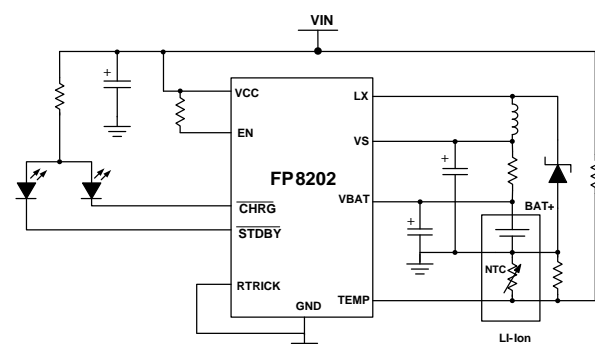 VIN
VCC
LX
EN
VS
FP8202
VBAT
BAT+
CHRG
STDBY
NTC
RTRICK
TEMP
GND
LI-Ion
+
+
+